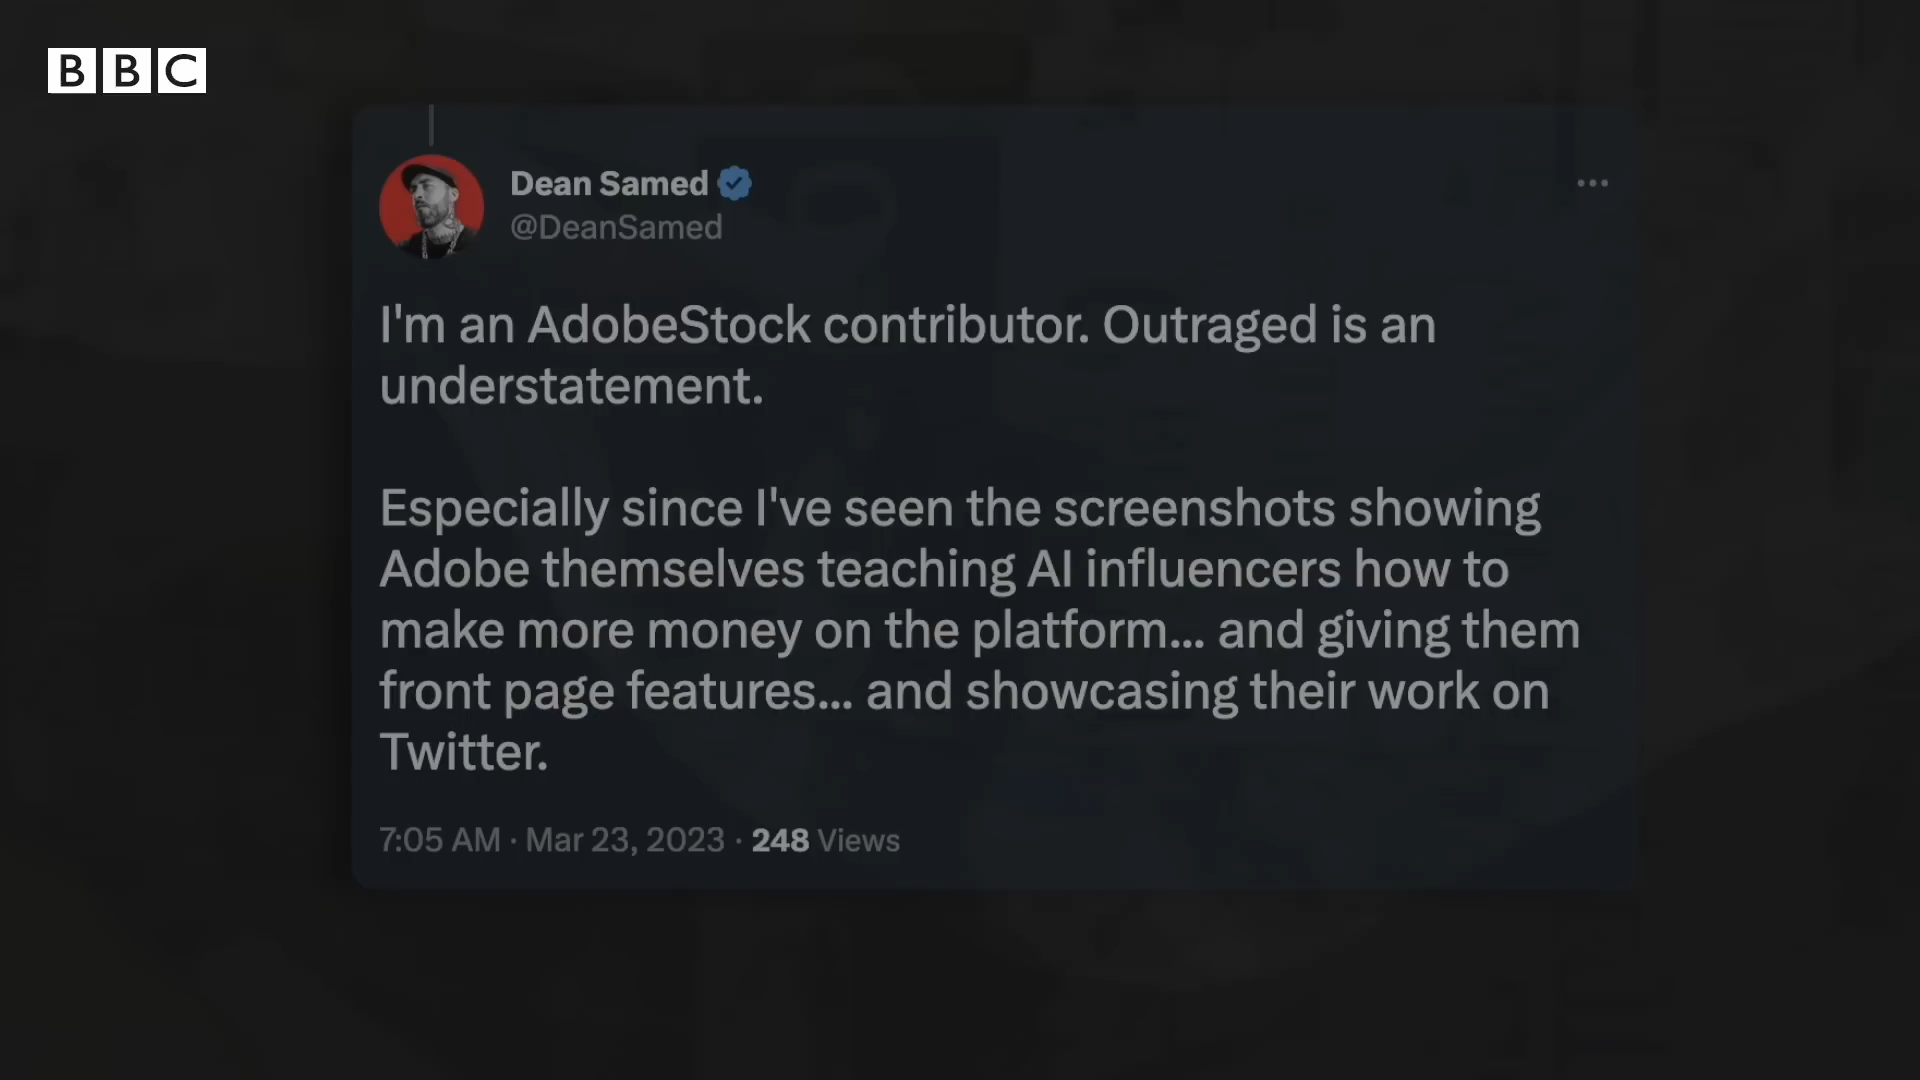 BBC
Dean Samed
@DeanSamed
I'm an AdobeStock contributor. Outraged is an
understatement.
Especially since I've seen the screenshots showing
Adobe themselves teaching AI influencers how to
make more money on the platform... and giving them
front page features... and showcasing their work on
Twitter.
7:05 AM · Mar 23, 2023 · 248 Views